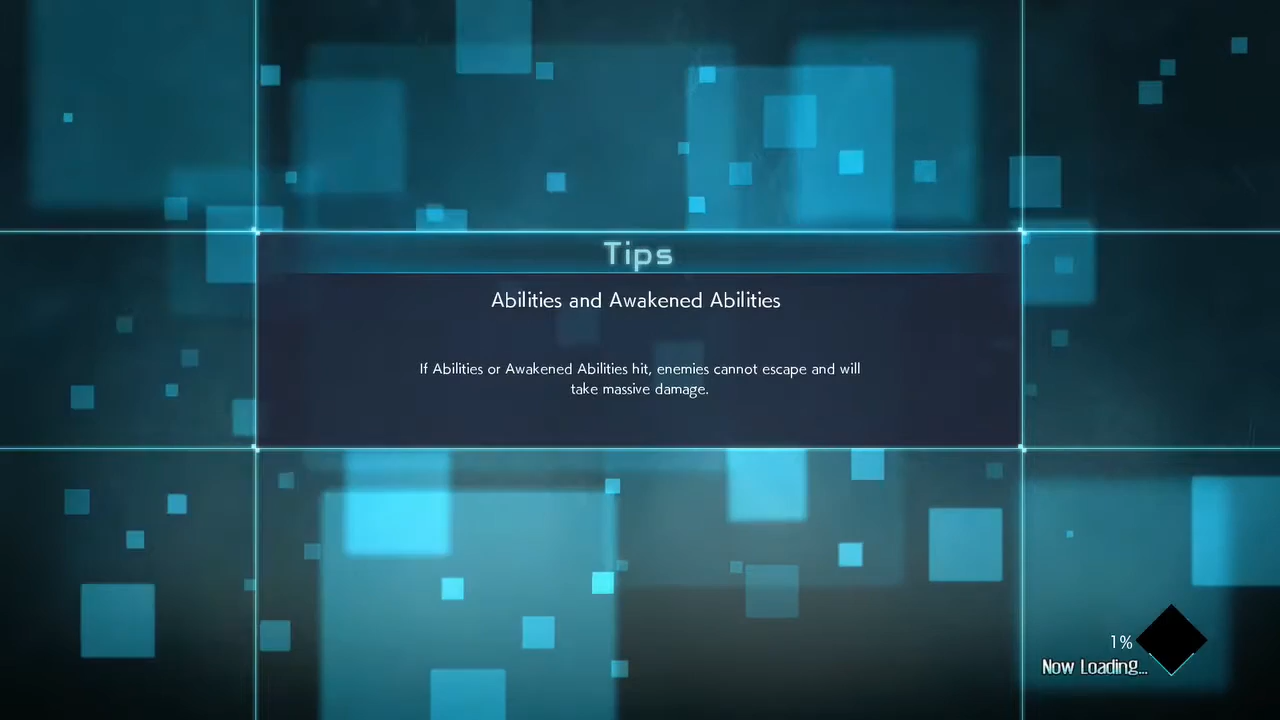 Tips
Abilities and Awakened Abilities
If Abilities or Awakened Abilities hit, enemies cannot escape and will
take massive damage.
1%
Now Loading...